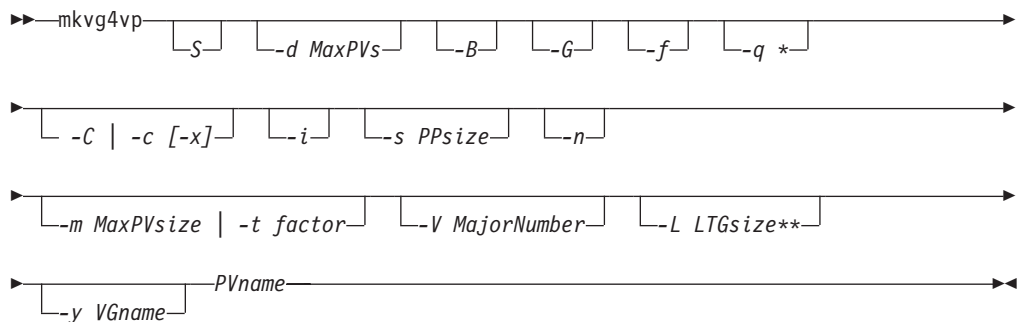 mkvg4vp S -d MaxPVs -B -G -f -q *
-C | -c [-x] -i -s PPsize -n
-m MaxPVsize | -t factor -V MajorNumber -L LTGsize**
-y VGname PVname